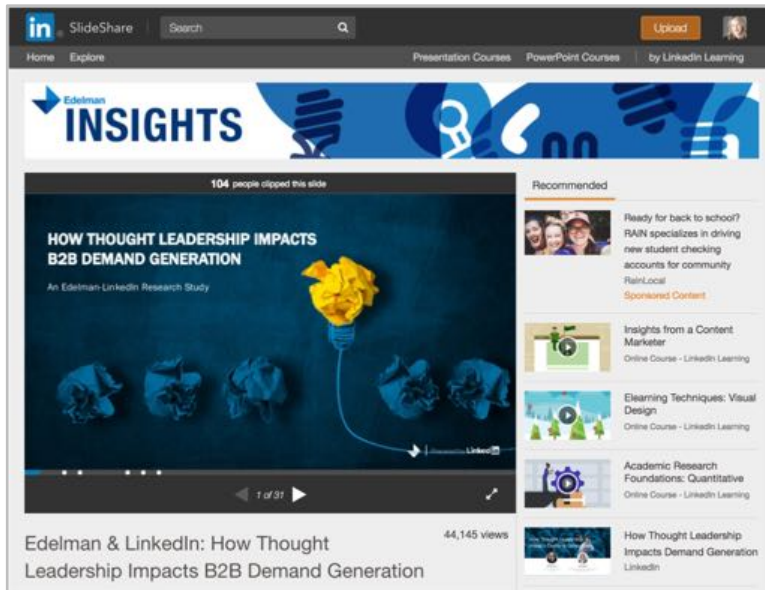 in SlideShare
Search
Upload
Home Explore
Presentation Courses PowerPoint Courses by LinkedIn Learning
Edelman
INSIGHTS
104 people clipped this slide
HOW THOUGHT LEADERSHIP IMPACTS
B2B DEMAND GENERATION
An Edelman-LinkedIn Research Study
LinkedIn
1 of 31
Edelman & LinkedIn: How Thought
Leadership Impacts B2B Demand Generation
44,145 views
Recommended
Ready for back to school?
RAIN specializes in driving
new student checking
accounts for community
RainLocal
Sponsored Content
Insights from a Content
Marketer
Online Course - LinkedIn Learning
Elearning Techniques: Visual
Design
Online Course - LinkedIn Learning
Academic Research
Foundations: Quantitative
Online Course - LinkedIn Learning
How Thought Leadership
Impacts Demand Generation
LinkedIn